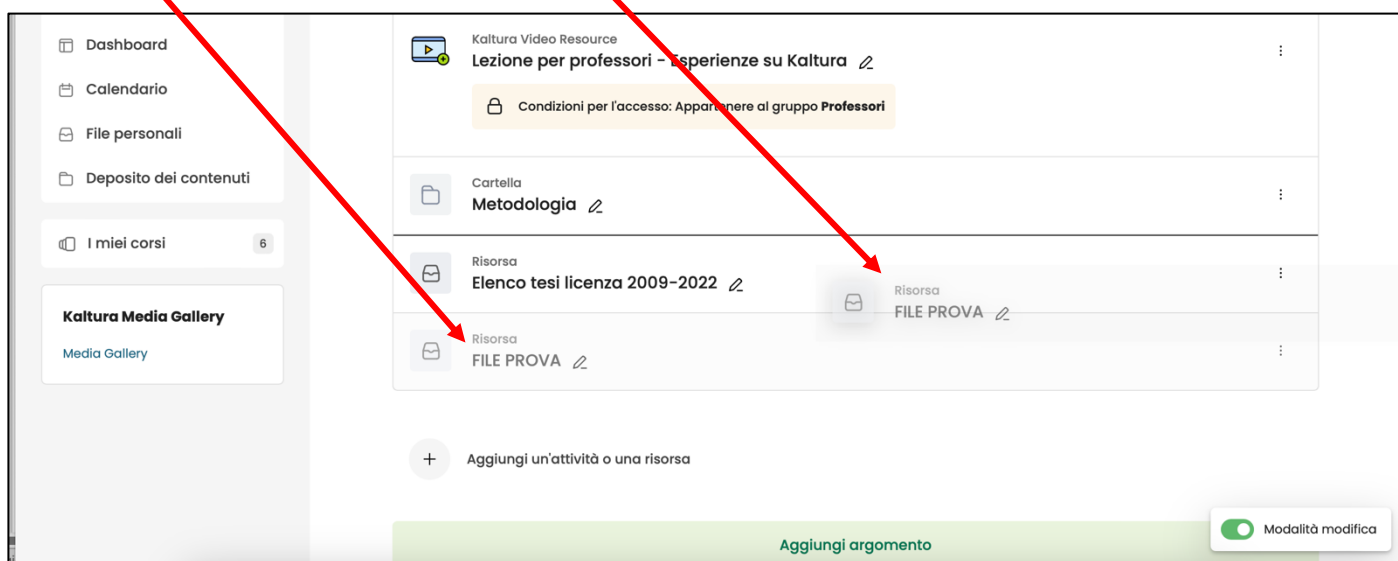 Dashboard
Calendario
File personali
Deposito dei contenuti
I miei corsi 6
Kaltura Media Gallery
Media Gallery
Kaltura Video Resource
Lezione per professori - Esperienze su Kaltura
Condizioni per l'accesso: Appartenere al gruppo Professori
Cartella
Metodologia
Risorsa
Elenco tesi licenza 2009-2022
Risorsa
FILE PROVA
Risorsa
FILE PROVA
Aggiungi un'attività o una risorsa
Aggiungi argomento
Modalità modifica